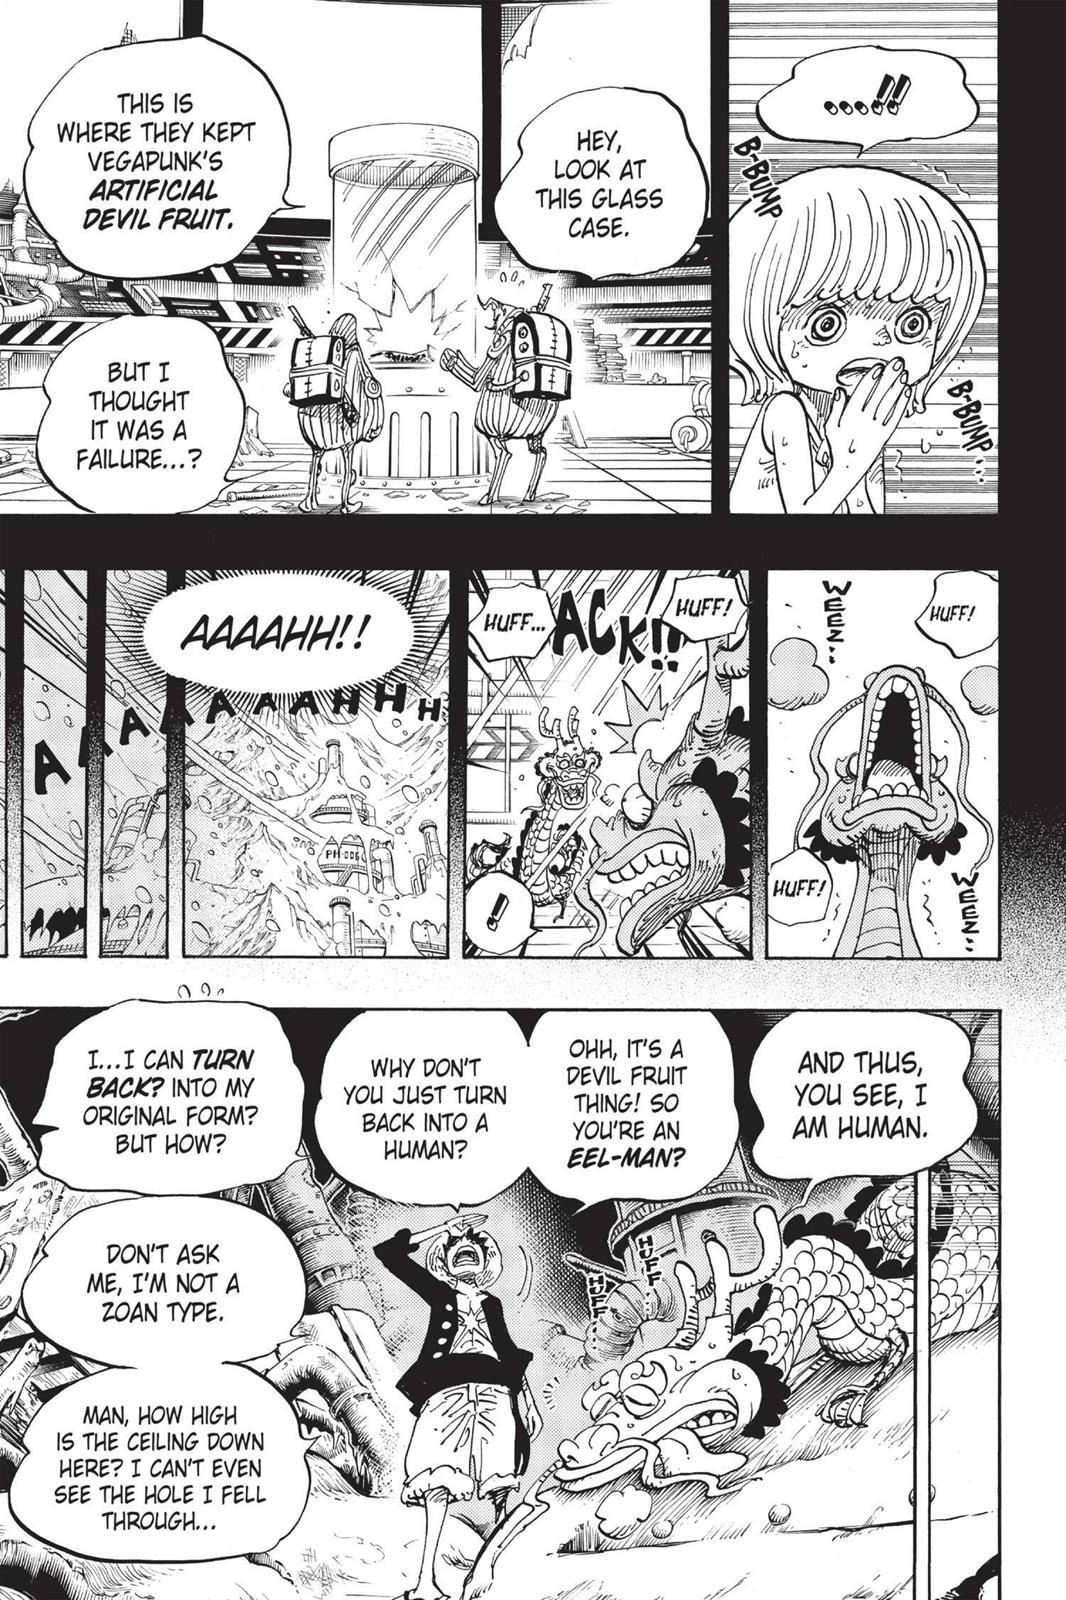 ...!!
B-BUMP
B-BUMP...
HEY,
LOOK AT
THIS GLASS
CASE.
THIS IS
WHERE THEY KEPT
VEGAPUNK'S
ARTIFICIAL
DEVIL FRUIT.
BUT I
THOUGHT
IT WAS A
FAILURE...?
WEEZ..
HUFF!
HUFF!
WEEZ..
HUFF!
ACK!!
HUFF...
!
AAAAHH!!
AAAAAAAHHHH
PH-006
AND THUS,
YOU SEE, I
AM HUMAN.
OHH, IT'S A
DEVIL FRUIT
THING! SO
YOU'RE AN
EEL-MAN?
HUFF...
HUFF...
WHY DON'T
YOU JUST TURN
BACK INTO A
HUMAN?
I...I CAN TURN
BACK? INTO MY
ORIGINAL FORM?
BUT HOW?
DON'T ASK
ME, I'M NOT A
ZOAN TYPE.
MAN, HOW HIGH
IS THE CEILING DOWN
HERE? I CAN'T EVEN
SEE THE HOLE I FELL
THROUGH...